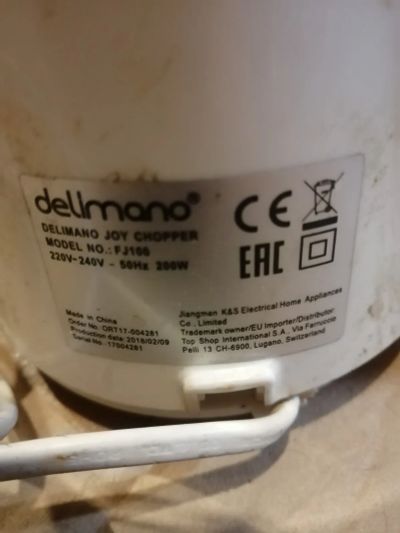 delimano®
DELIMANO JOY CHOPPER
MODEL NO.: FJ100
220V-240V ~ 50Hz 200W
CE
EAC
Made in China
Order No: ORT17-004281
Production date: 2018/02/09
Serial No.: 17004281
Jiangmen K&S Electrical Home Appliances
Co., Limited
Trademark owner/EU Importer/Distributor:
Top Shop International S.A., Via Ferruccio
Pelli 13 CH-6900, Lugano, Switzerland